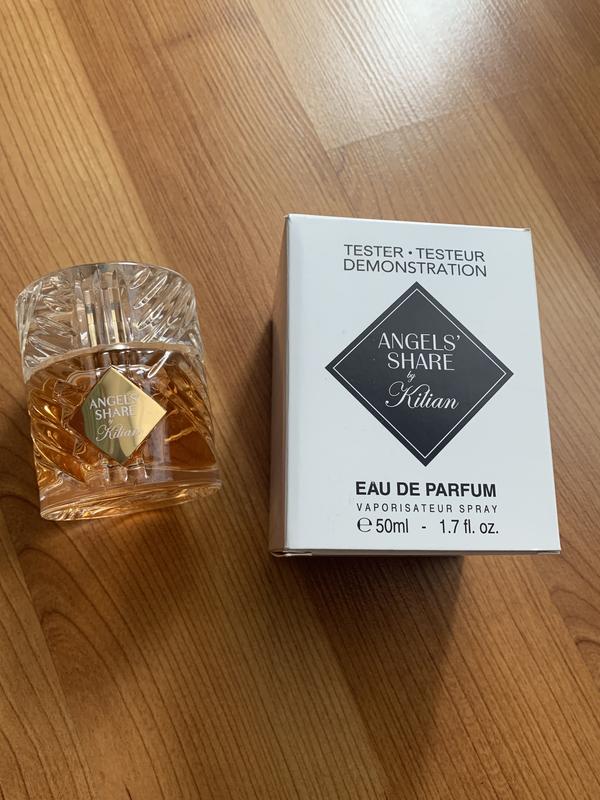 ANGELS'
SHARE
by
Kilian
TESTER • TESTEUR
DEMONSTRATION
ANGELS'
SHARE
by
Kilian
EAU DE PARFUM
VAPORISATEUR SPRAY
℮ 50ml - 1.7 fl. oz.